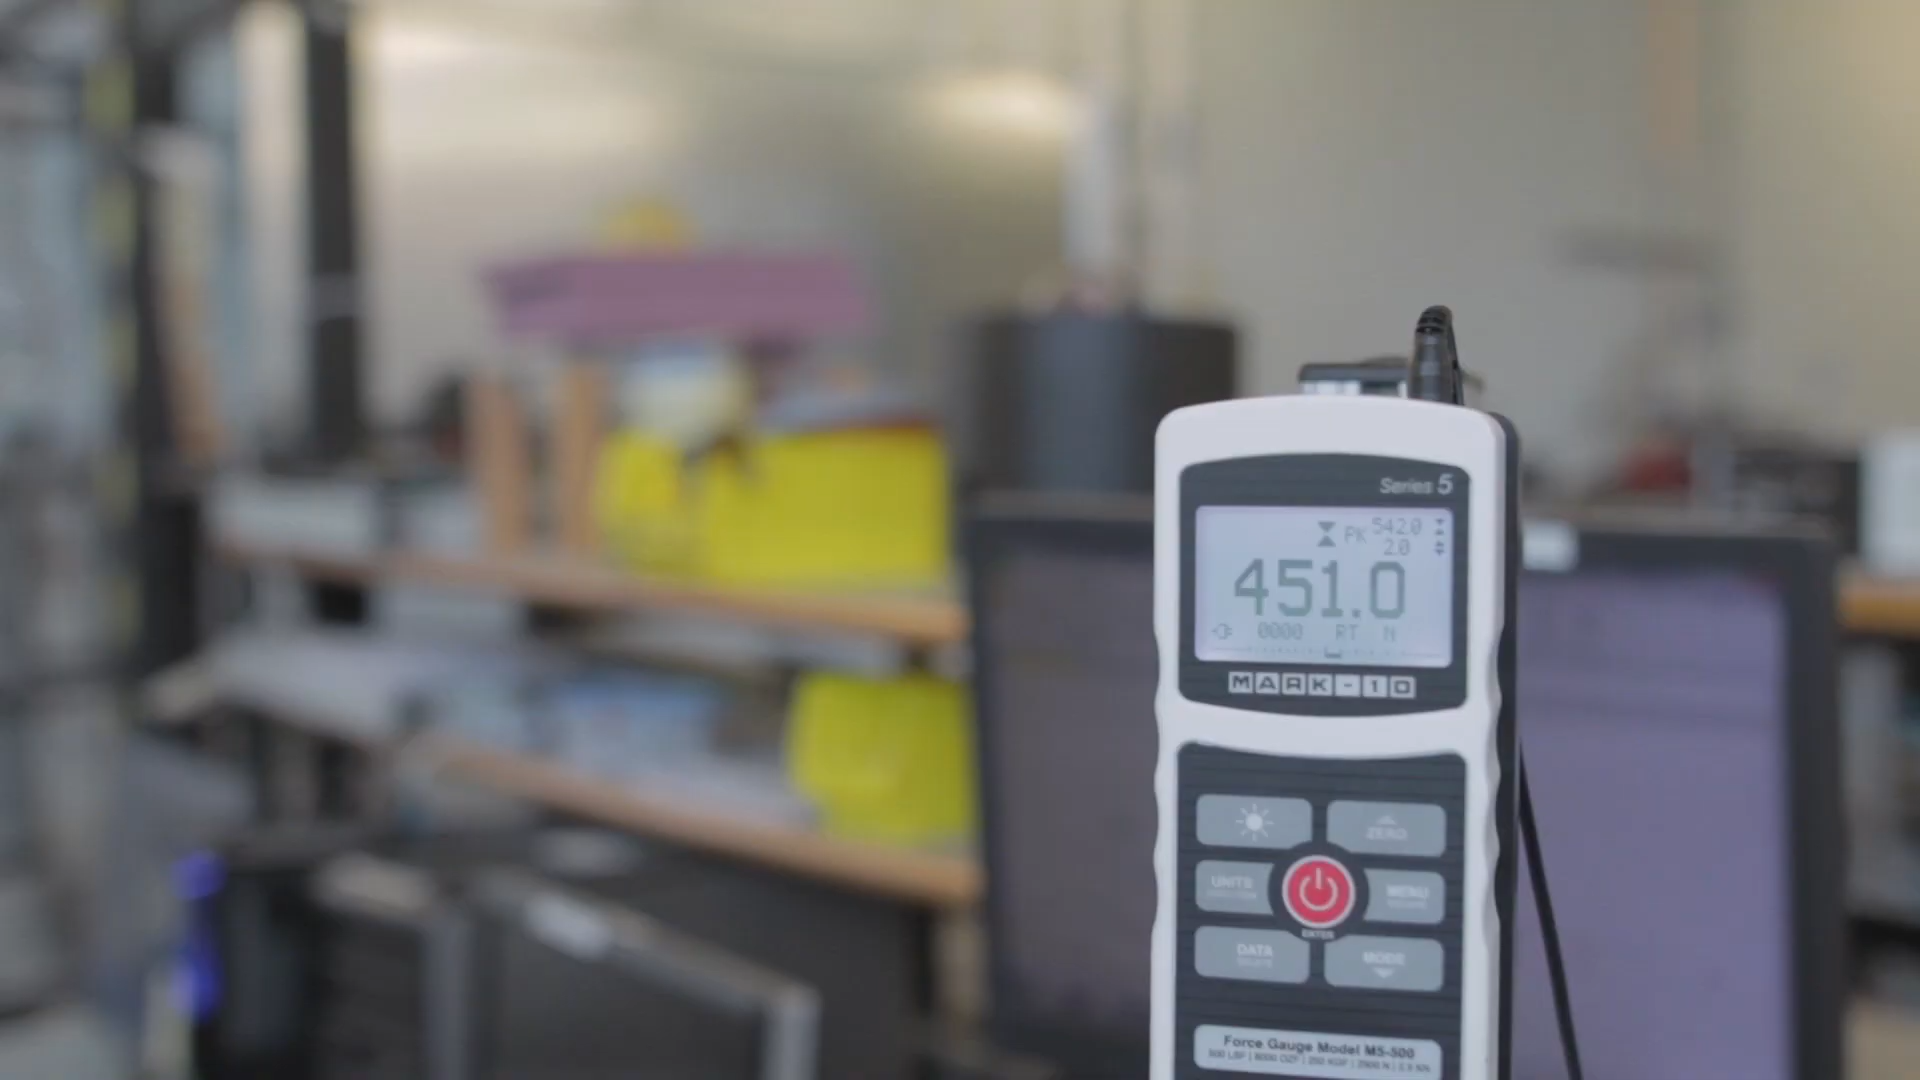 Series 5
PK 542.0
2.0
451.0
0000 RT N
MARK-10
ZERO
UNITS
MENU
ENTER
DATA
MODE
Force Gauge Model M5-500